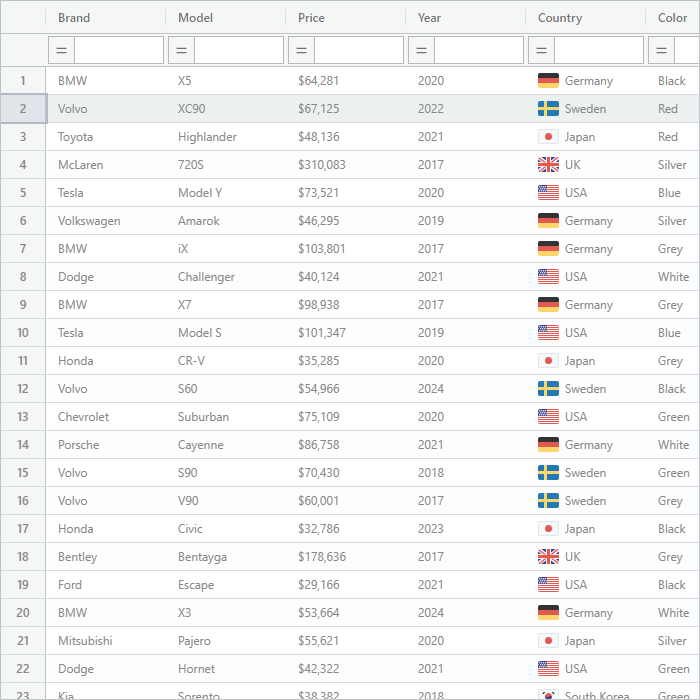 Brand Model Price Year Country Color
= = = = = =
1 BMW X5 $64,281 2020 Germany Black
2 Volvo XC90 $67,125 2022 Sweden Red
3 Toyota Highlander $48,136 2021 Japan Red
4 McLaren 720S $310,083 2017 UK Silver
5 Tesla Model Y $73,521 2020 USA Blue
6 Volkswagen Amarok $46,295 2019 Germany Silver
7 BMW iX $103,801 2017 Germany Grey
8 Dodge Challenger $40,124 2021 USA White
9 BMW X7 $98,938 2017 Germany Grey
10 Tesla Model S $101,347 2019 USA Blue
11 Honda CR-V $35,285 2020 Japan Grey
12 Volvo S60 $54,966 2024 Sweden Black
13 Chevrolet Suburban $75,109 2020 USA Green
14 Porsche Cayenne $86,758 2021 Germany White
15 Volvo S90 $70,430 2018 Sweden Green
16 Volvo V90 $60,001 2017 Sweden Grey
17 Honda Civic $32,786 2023 Japan Black
18 Bentley Bentayga $178,636 2017 UK Grey
19 Ford Escape $29,166 2021 USA Black
20 BMW X3 $53,664 2024 Germany White
21 Mitsubishi Pajero $55,621 2020 Japan Silver
22 Dodge Hornet $42,322 2021 USA Green
23 Kia Sorento $38,382 2018 South Korea Green